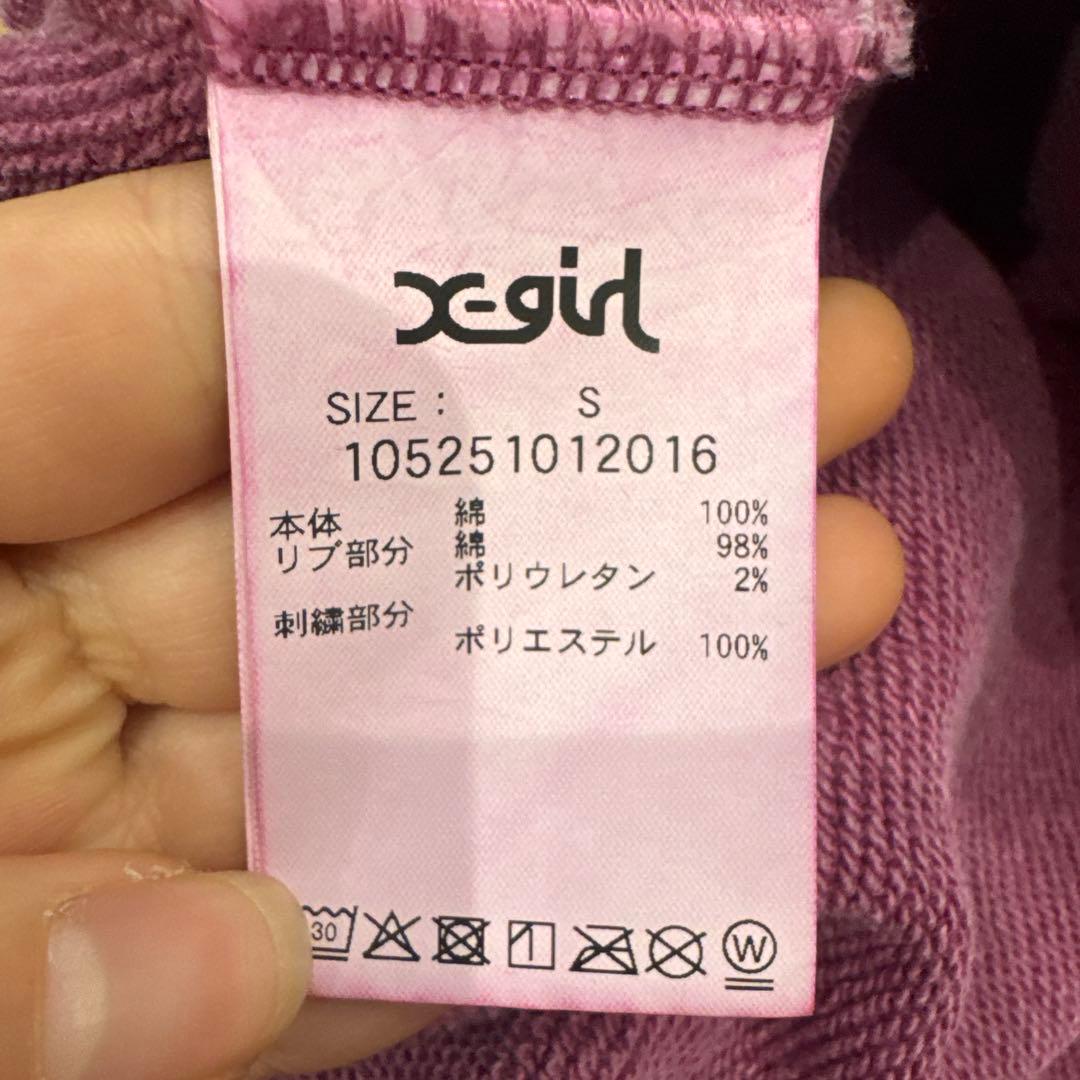 X-girl
SIZE : S
105251012016
本体 綿 100%
リブ部分 綿 98%
ポリウレタン 2%
刺繍部分
ポリエステル 100%
30
W